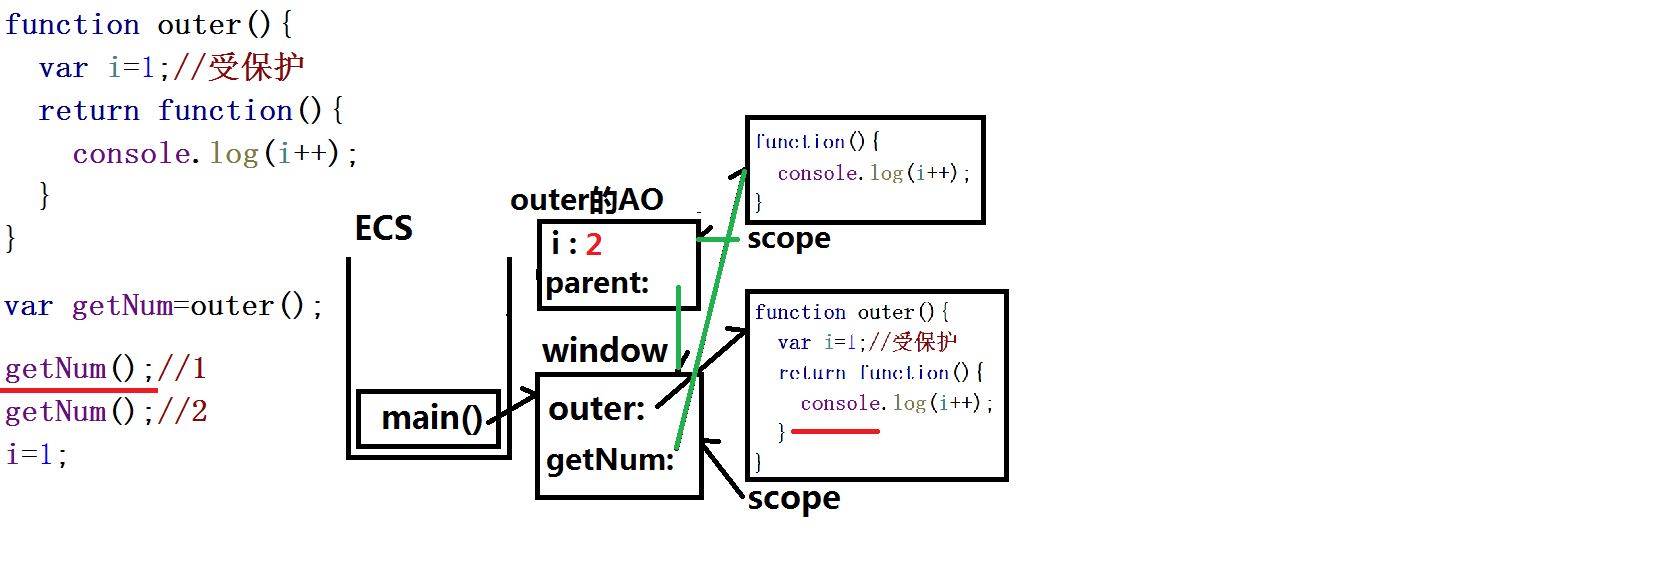 function outer(){
var i=1;//受保护
return function(){
console.log(i++);
}
}
var getNum=outer();
getNum();//1
getNum();//2
i=1;
ECS
main()
outer的AO
i : 2
parent:
window
outer:
getNum:
function(){
console.log(i++);
}
scope
function outer(){
var i=1;//受保护
return function(){
console.log(i++);
}
}
scope